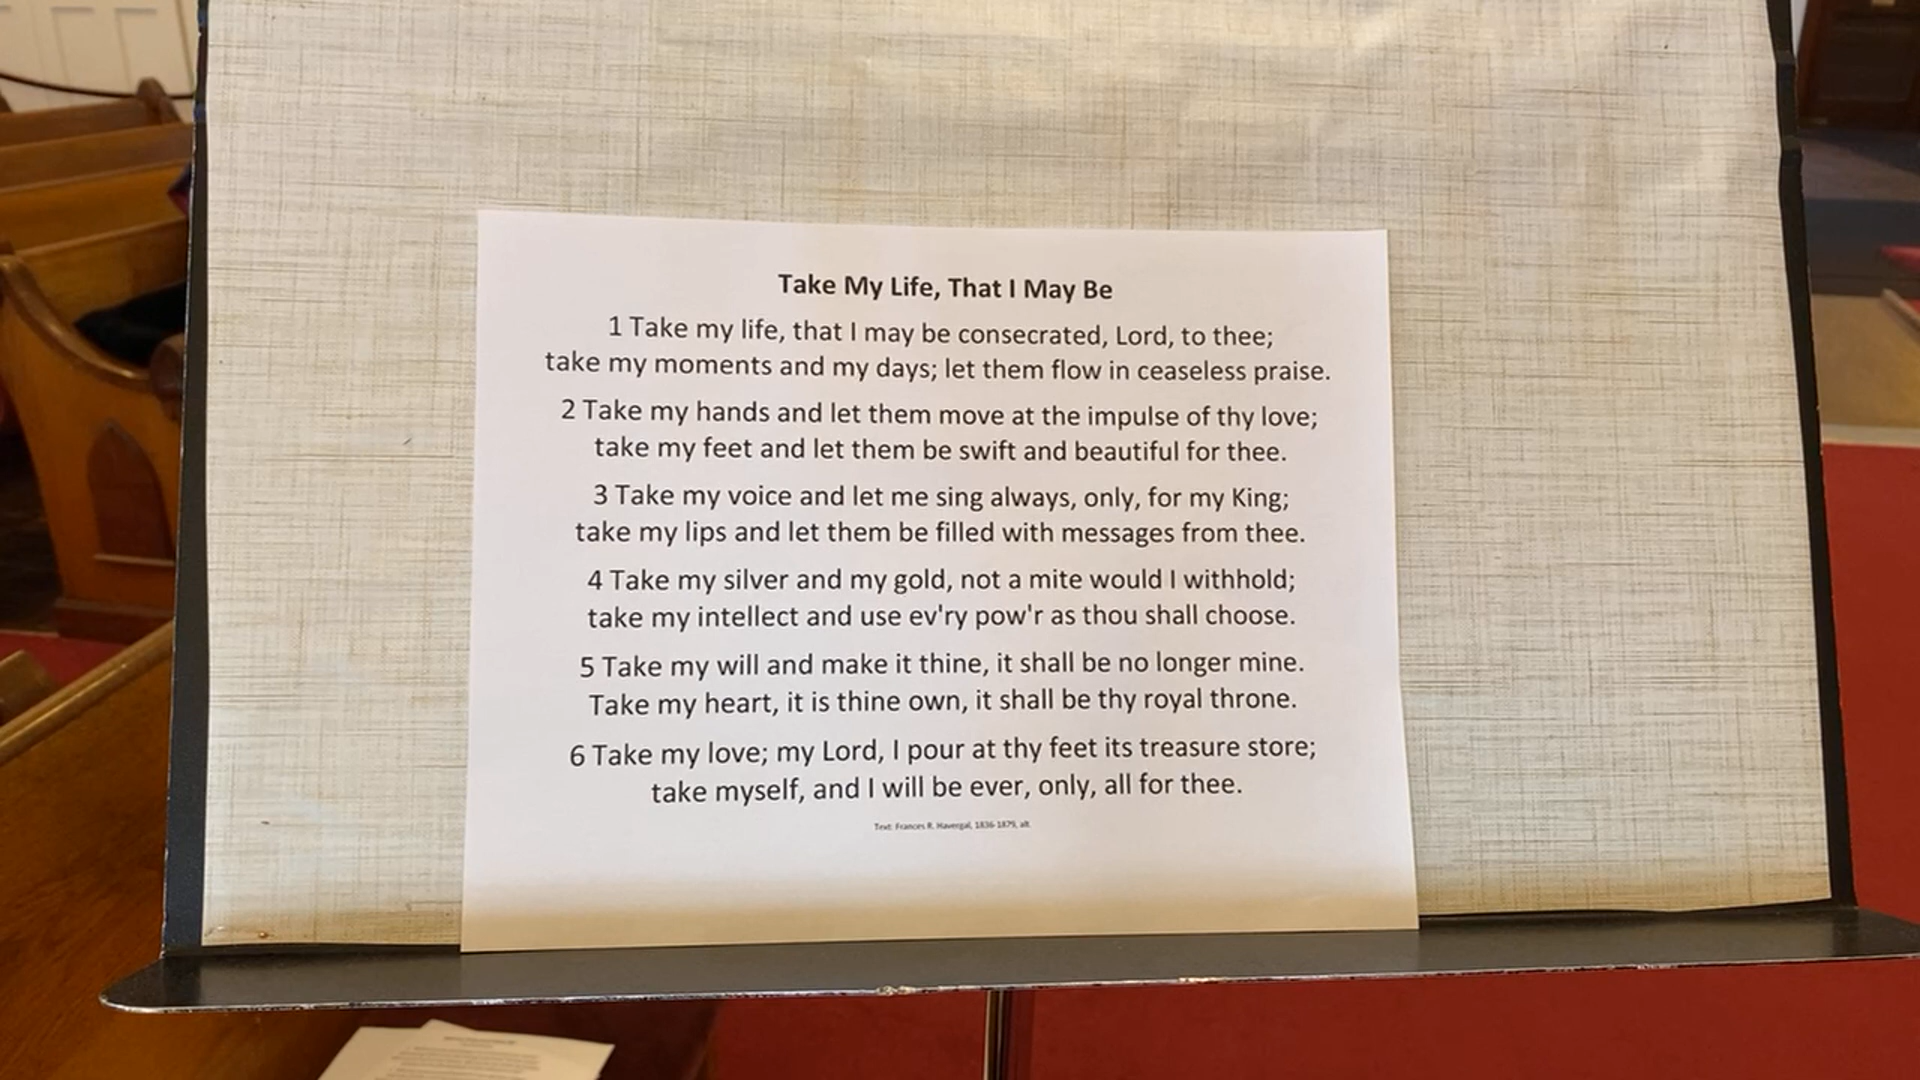 Take My Life, That I May Be
1 Take my life, that I may be consecrated, Lord, to thee;
take my moments and my days; let them flow in ceaseless praise.
2 Take my hands and let them move at the impulse of thy love;
take my feet and let them be swift and beautiful for thee.
3 Take my voice and let me sing always, only, for my King;
take my lips and let them be filled with messages from thee.
4 Take my silver and my gold, not a mite would I withhold;
take my intellect and use ev'ry pow'r as thou shall choose.
5 Take my will and make it thine, it shall be no longer mine.
Take my heart, it is thine own, it shall be thy royal throne.
6 Take my love; my Lord, I pour at thy feet its treasure store;
take myself, and I will be ever, only, all for thee.
Text: Frances R. Havergal, 1836-1879, alt.